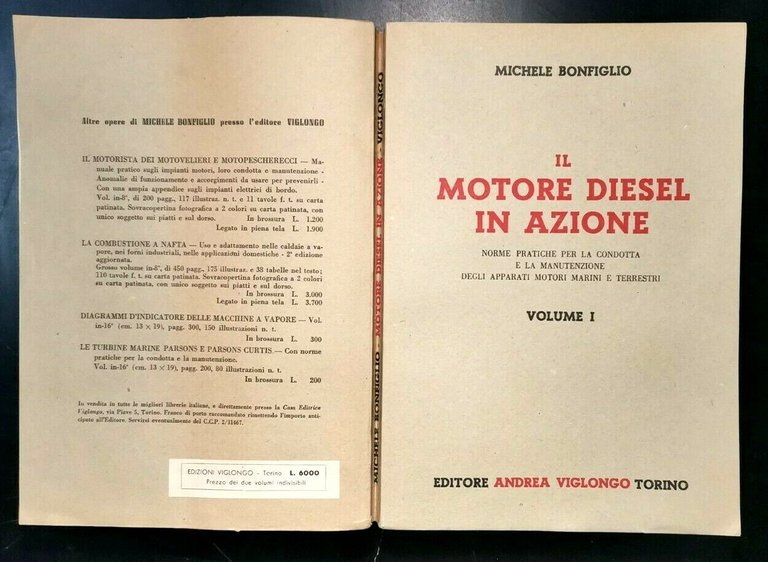 Altre opere di MICHELE BONFIGLIO presso l'editore VIGLONGO
IL MOTORISTA DEI MOTOVELIERI E MOTOPESCHERECCI — Ma-
nuale pratico sugli impianti motori, loro condotta e manutenzione -
Anomalie di funzionamento e accorgimenti da usare per prevenirli -
Con una ampia appendice sugli impianti elettrici di bordo.
Vol. in-8°, di 200 pagg., 117 illustraz. n. t. e 11 tavole f. t. su carta
patinata. Sovracopertina fotografica a 2 colori su carta patinata, con
unico soggetto sui piatti e sul dorso. In brossura L. 1.200
Legato in piena tela L. 1.900
LA COMBUSTIONE A NAFTA — Uso e adattamento nelle caldaie a va-
pore, nei forni industriali, nelle applicazioni domestiche - 2ª edizione
aggiornata.
Grosso volume in-8°, di 450 pagg., 175 illustraz. e 38 tabelle nel testo;
110 tavole f. t. su carta patinata. Sovracopertina fotografica a 2 colori
su carta patinata, con unico soggetto sui piatti e sul dorso.
In brossura L. 3.000
Legato in piena tela L. 3.700
DIAGRAMMI D'INDICATORE DELLE MACCHINE A VAPORE — Vol.
in-16° (cm. 13 × 19), pagg. 300, 150 illustrazioni n. t.
In brossura L. 300
LE TURBINE MARINE PARSONS E PARSONS CURTIS.— Con norme
pratiche per la condotta e la manutenzione.
Vol. in-16° (cm. 13 × 19), pagg. 200, 80 illustrazioni n. t.
In brossura L. 200
In vendita in tutte le migliori librerie italiane, e direttamente presso la Casa Editrice
Viglongo, via Piave 5, Torino. Franco di porto raccomandato rimettendo l'importo anti-
cipato all'Editore. Servirsi eventualmente del C.C.P. 2/31667.
EDIZIONI VIGLONGO - Torino L. 6000
Prezzo dei due volumi indivisibili
MICHELE BONFIGLIO - MOTORE DIESEL IN AZIONE - VIGLONGO
MICHELE BONFIGLIO
IL
MOTORE DIESEL
IN AZIONE
NORME PRATICHE PER LA CONDOTTA
E LA MANUTENZIONE
DEGLI APPARATI MOTORI MARINI E TERRESTRI
VOLUME I
EDITORE ANDREA VIGLONGO TORINO